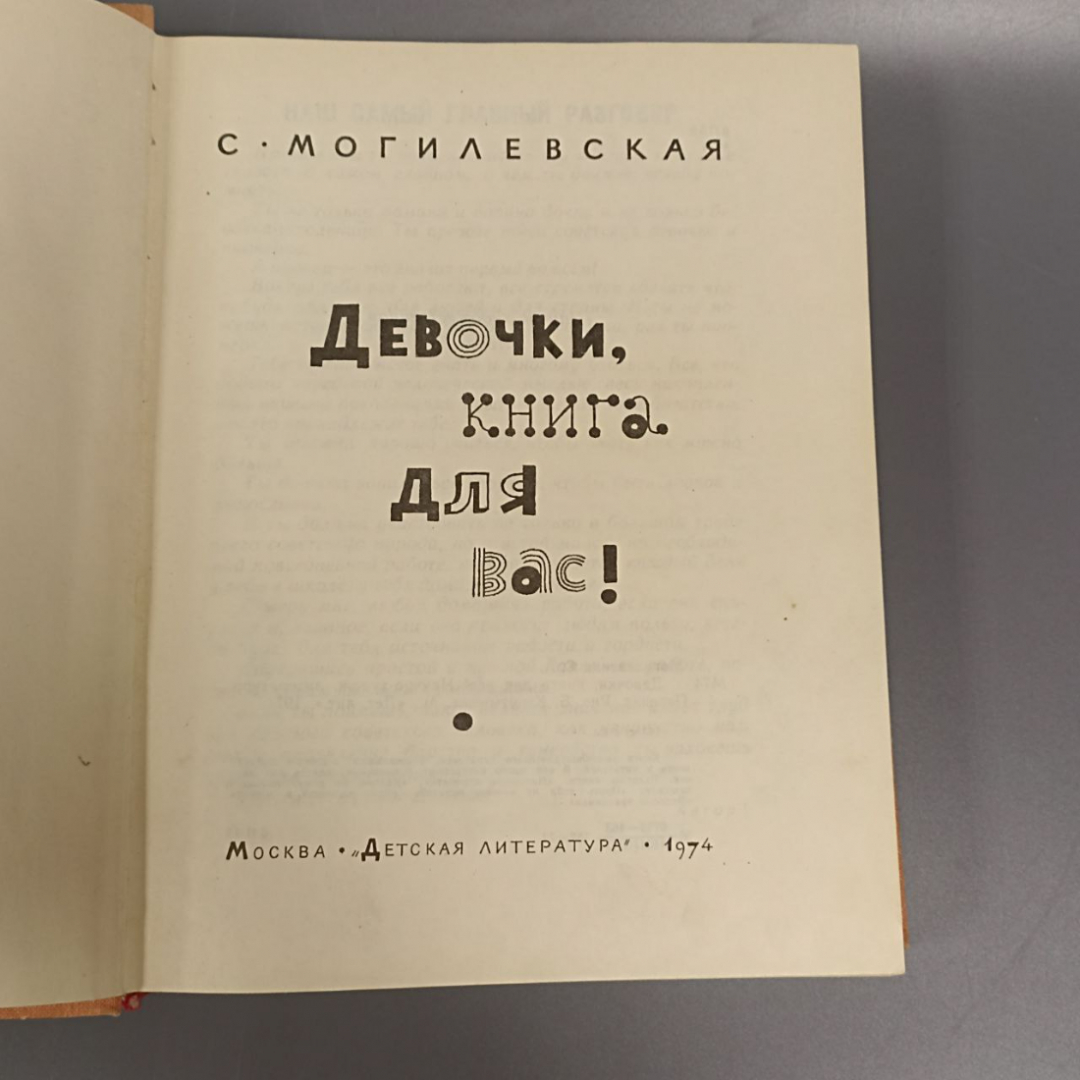 С · МОГИЛЕВСКАЯ
ДЕВОЧКИ,
КНИГА
ДЛЯ
ВАС!
МОСКВА · „ДЕТСКАЯ ЛИТЕРАТУРА" · 1974